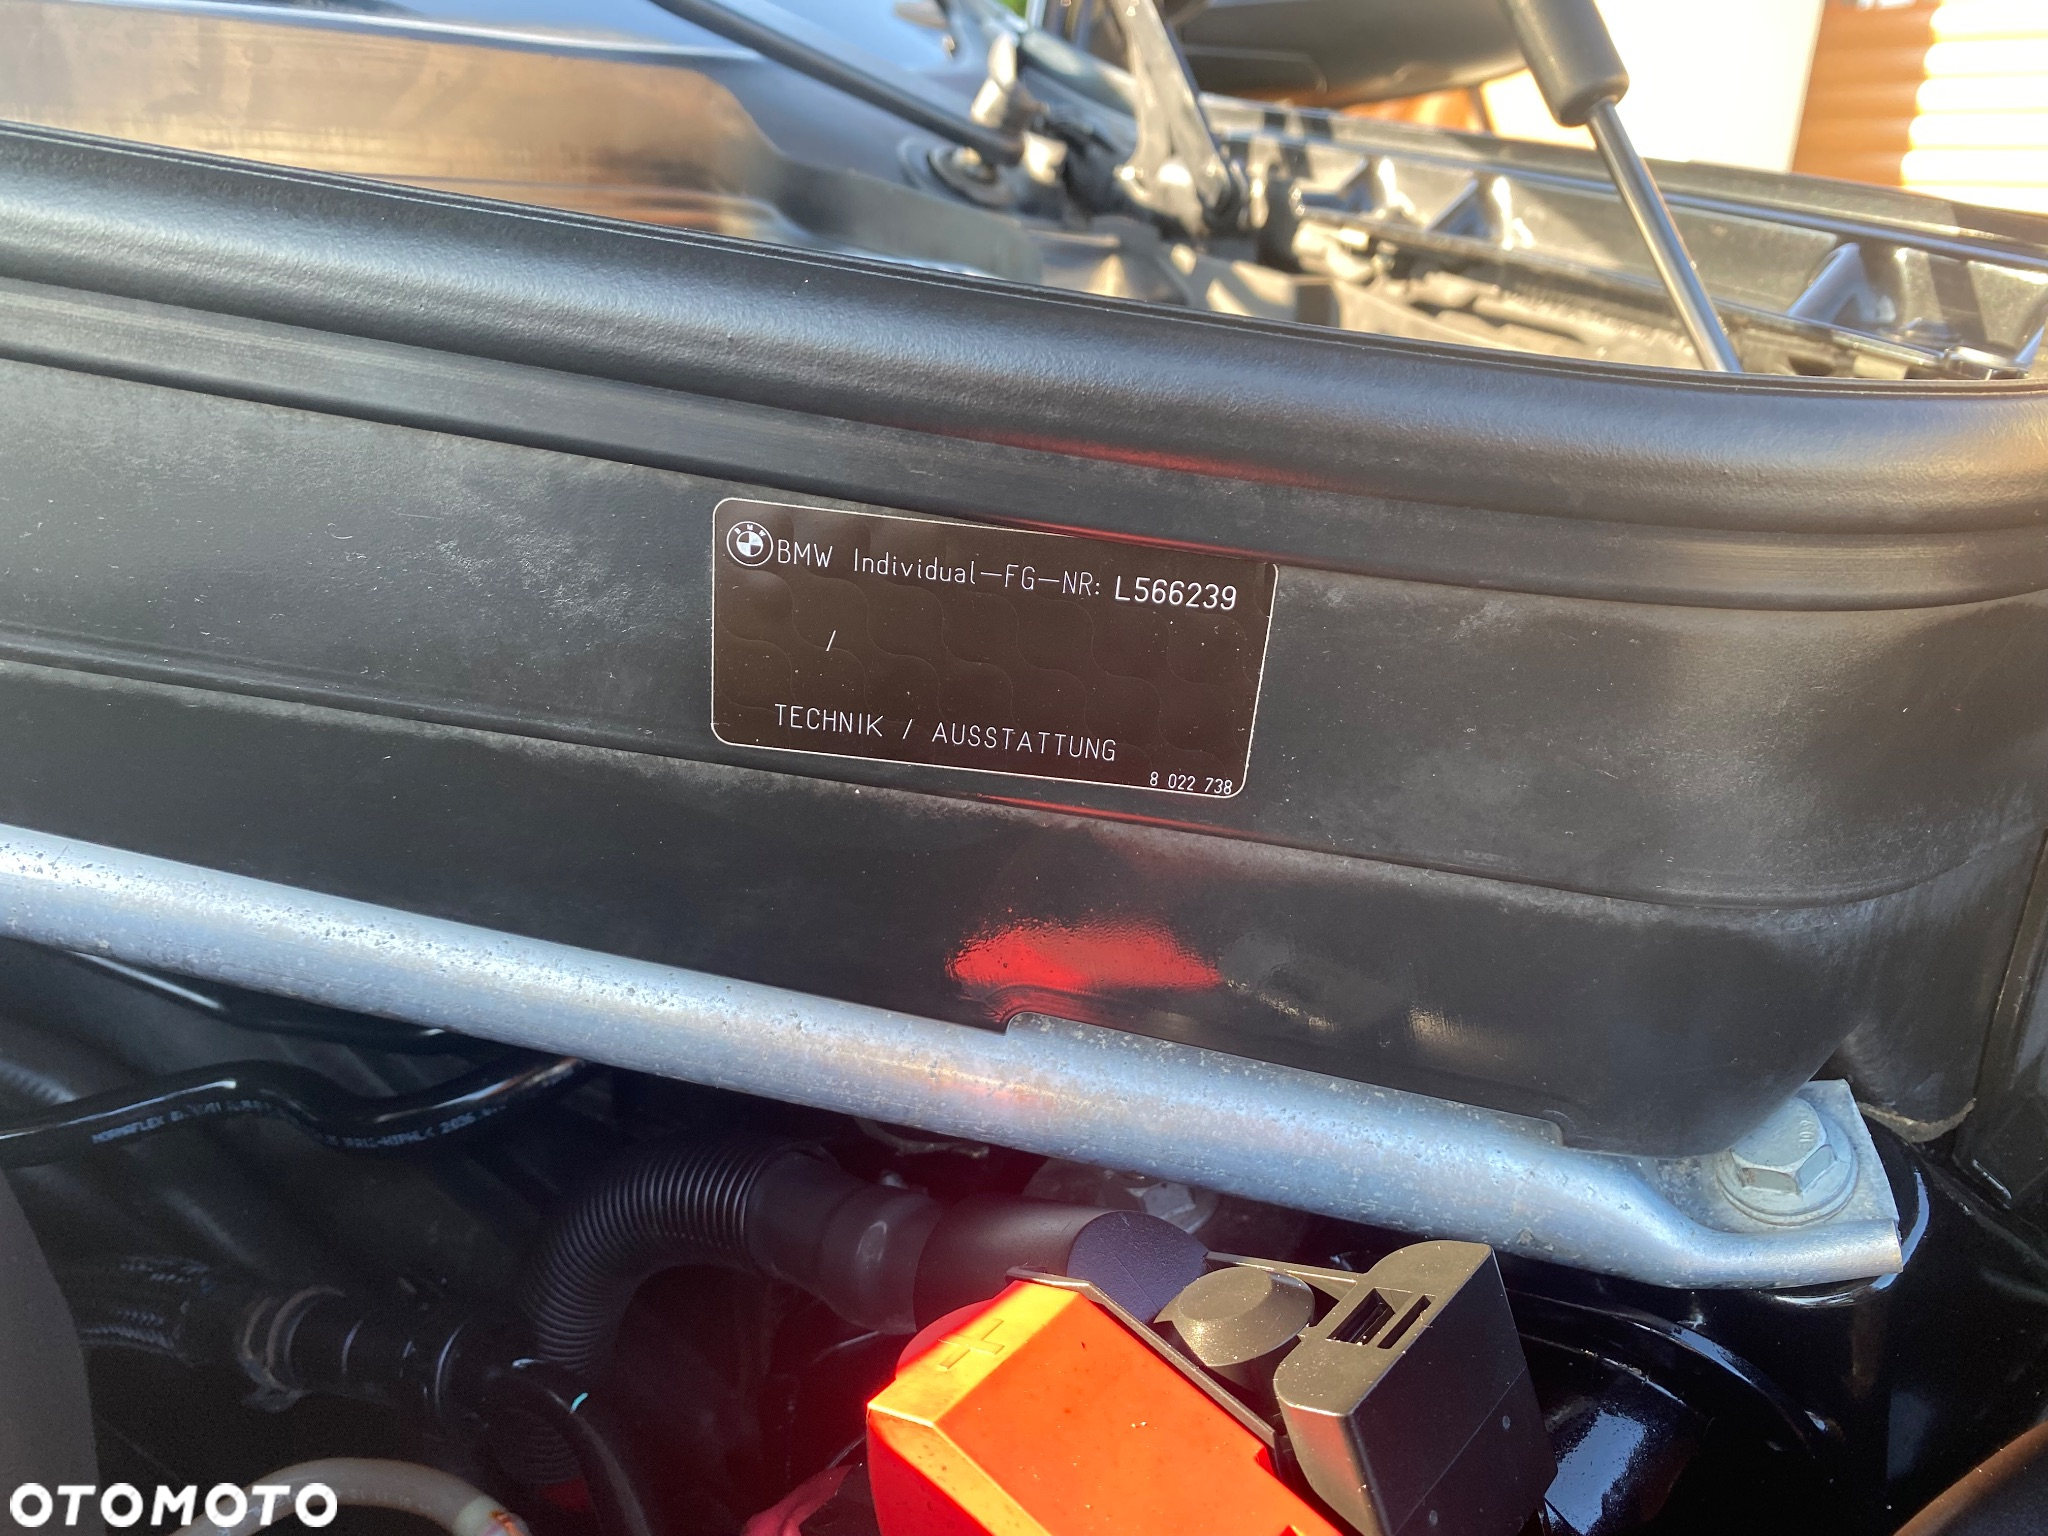 BMW Individual-FG-NR: L566239
/
TECHNIK / AUSSTATTUNG
8 022 738
OTOMOTO